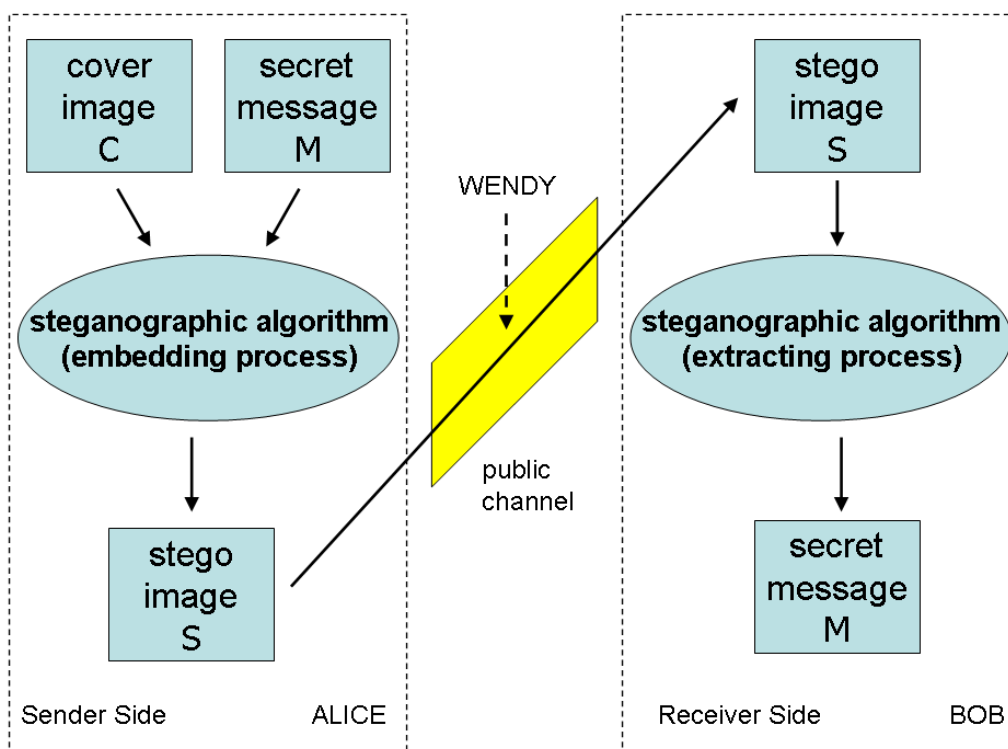 cover
image
C
secret
message
M
steganographic algorithm
(embedding process)
stego
image
S
Sender Side
ALICE
WENDY
public
channel
stego
image
S
steganographic algorithm
(extracting process)
secret
message
M
Receiver Side
BOB